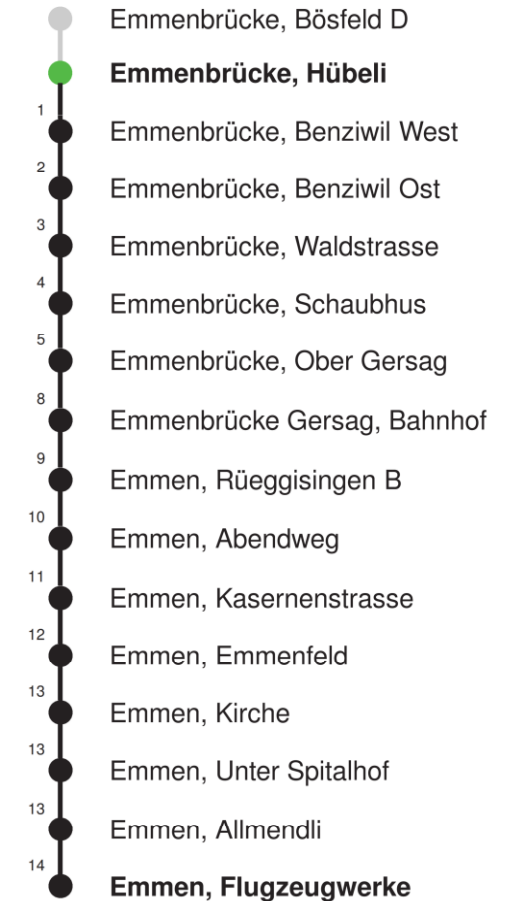 Emmenbrücke, Bösfeld D
Emmenbrücke, Hübeli
1 Emmenbrücke, Benziwil West
2 Emmenbrücke, Benziwil Ost
3 Emmenbrücke, Waldstrasse
4 Emmenbrücke, Schaubhus
5 Emmenbrücke, Ober Gersag
8 Emmenbrücke Gersag, Bahnhof
9 Emmen, Rüeggisingen B
10 Emmen, Abendweg
11 Emmen, Kasernenstrasse
12 Emmen, Emmenfeld
13 Emmen, Kirche
13 Emmen, Unter Spitalhof
13 Emmen, Allmendli
14 Emmen, Flugzeugwerke